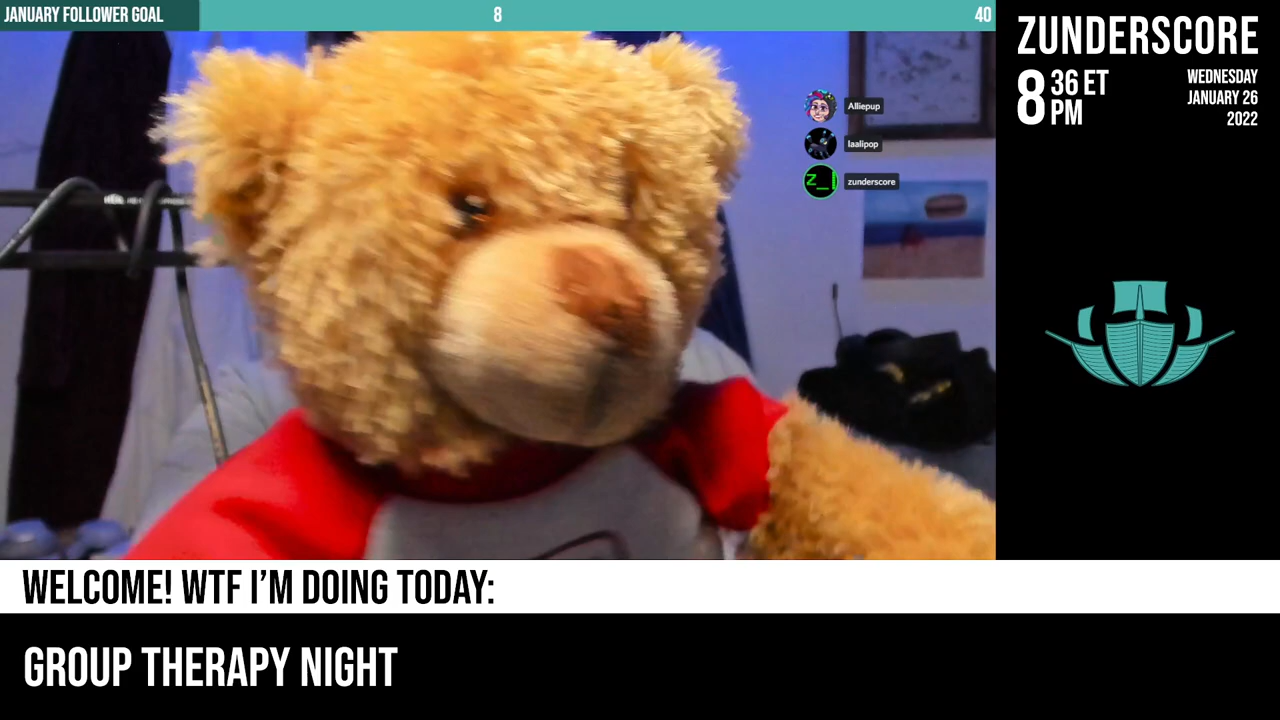 JANUARY FOLLOWER GOAL
8
40
ZUNDERSCORE
8 36 ET
PM
WEDNESDAY
JANUARY 26
2022
Alliepup
laalipop
Z_
zunderscore
WELCOME! WTF I'M DOING TODAY:
GROUP THERAPY NIGHT